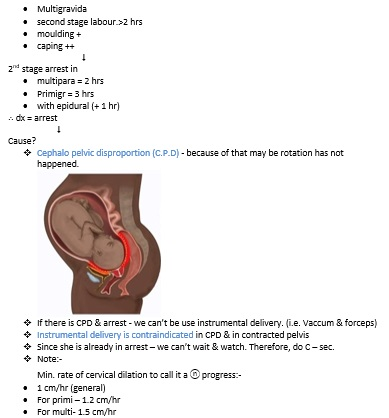 • Multigravida
• second stage labour.>2 hrs
• moulding +
• caping ++
↓
2nd stage arrest in
• multipara = 2 hrs
• Primigr = 3 hrs
• with epidural (+ 1 hr)
∴ dx = arrest
↓
Cause?
❖ Cephalo pelvic disproportion (C.P.D) - because of that may be rotation has not
happened.
❖ If there is CPD & arrest - we can't be use instrumental delivery. (i.e. Vaccum & forceps)
❖ Instrumental delivery is contraindicated in CPD & in contracted pelvis
❖ Since she is already in arrest – we can't wait & watch. Therefore, do C – sec.
❖ Note:-
Min. rate of cervical dilation to call it a ⓝ progress:-
• 1 cm/hr (general)
• For primi – 1.2 cm/hr
• For multi- 1.5 cm/hr